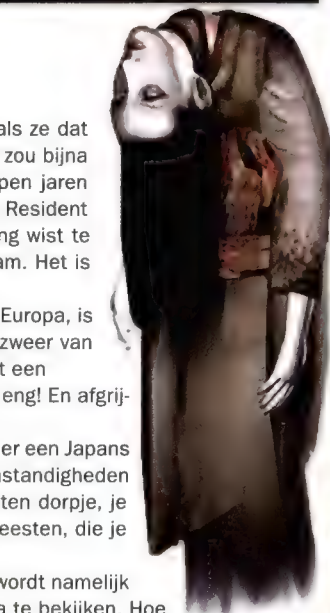 als ze dat
zou bijna
pen jaren
Resident
ng wist te
am. Het is
Europa, is
zweer van
t een
eng! En afgrij-
er een Japans
nstandigheden
ten dorpje, je
eesten, die je
wordt namelijk
a te bekijken. Hoe